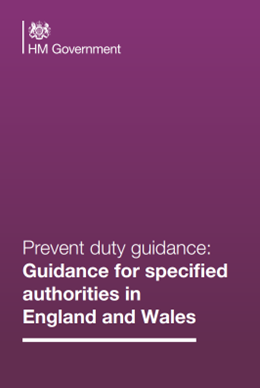 HM Government
Prevent duty guidance:
Guidance for specified
authorities in
England and Wales